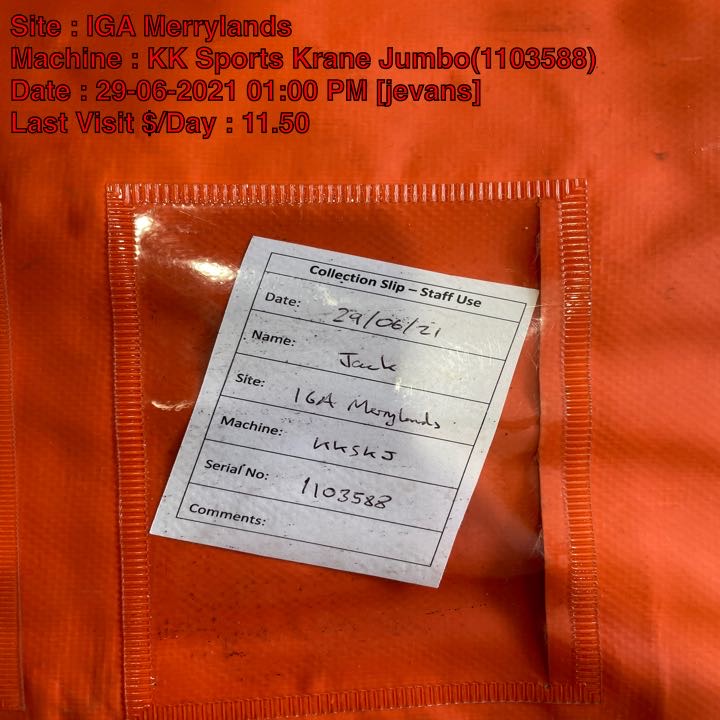 Site : IGA Merrylands
Machine : KK Sports Krane Jumbo(1103588)
Date : 29-06-2021 01:00 PM [jevans]
Last Visit $/Day : 11.50
Collection Slip – Staff Use
Date: 29/06/21
Name: Jack
Site: IGA Merrylands
Machine: KKSKJ
Serial No: 1103588
Comments: